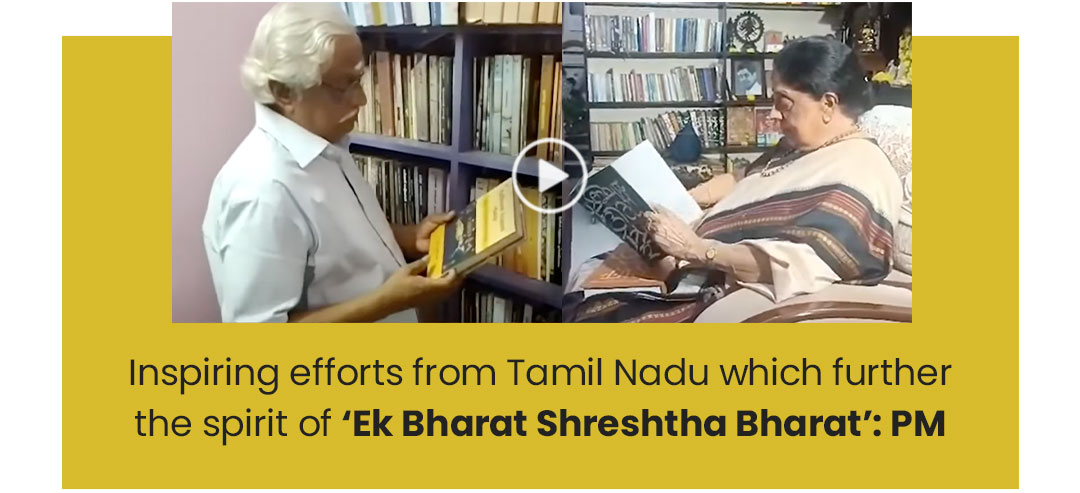 Inspiring efforts from Tamil Nadu which further
the spirit of ‘Ek Bharat Shreshtha Bharat’: PM